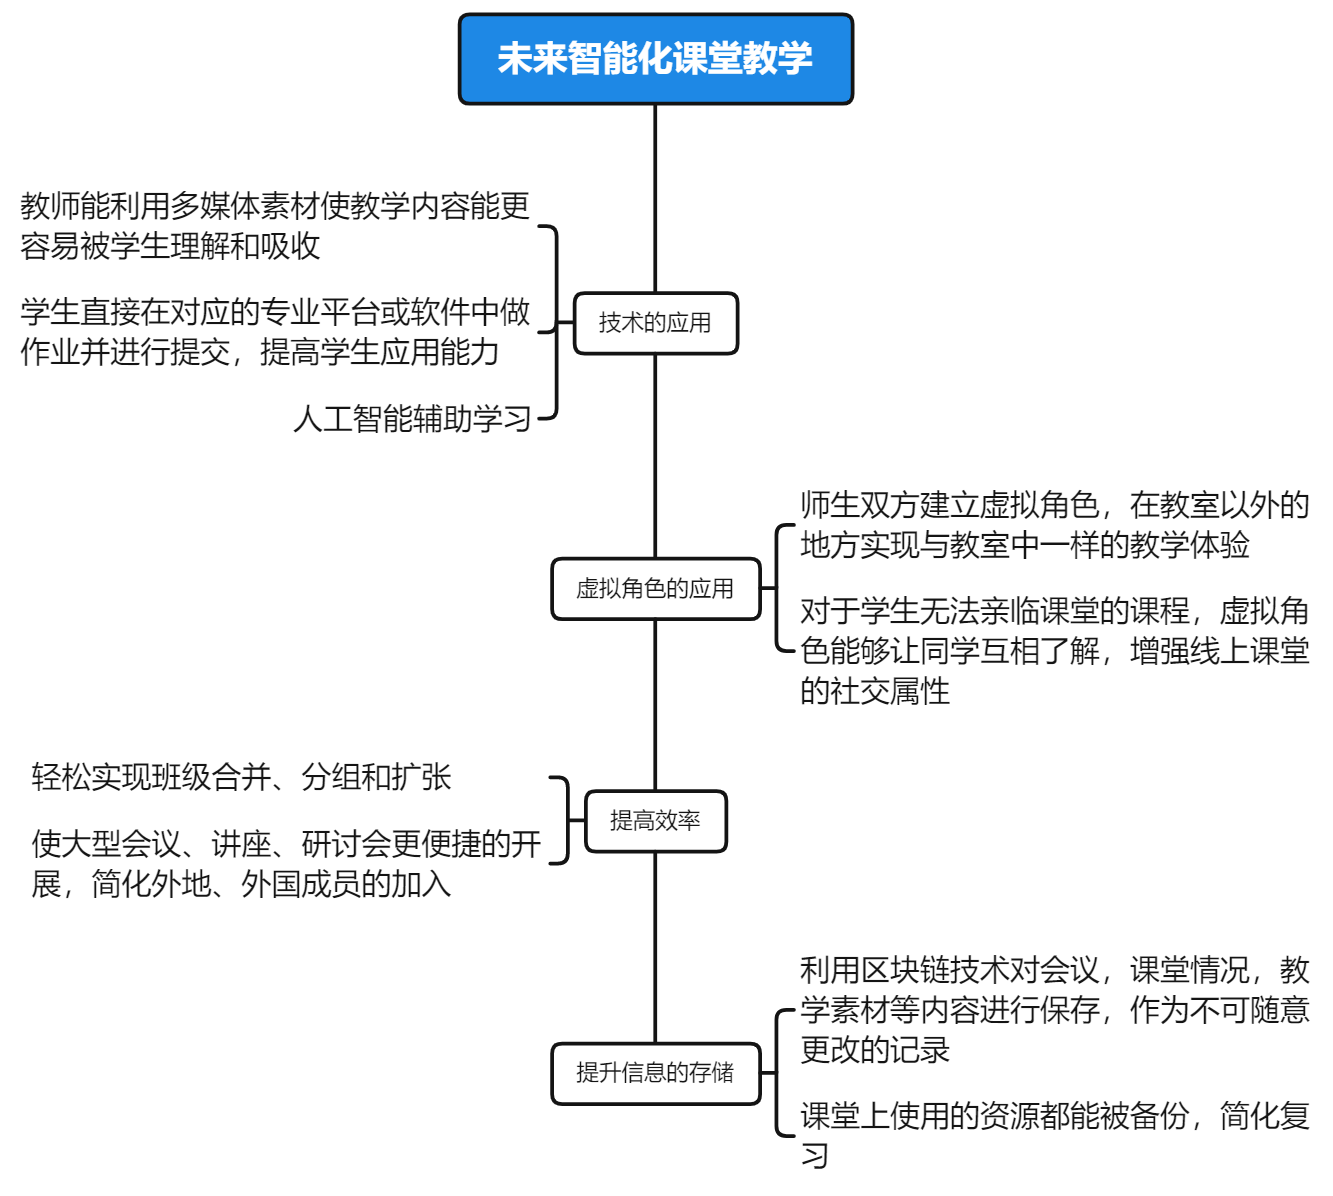 未来智能化课堂教学
教师能利用多媒体素材使教学内容能更
容易被学生理解和吸收
学生直接在对应的专业平台或软件中做
作业并进行提交，提高学生应用能力
人工智能辅助学习
技术的应用
虚拟角色的应用
师生双方建立虚拟角色，在教室以外的
地方实现与教室中一样的教学体验
对于学生无法亲临课堂的课程，虚拟角
色能够让同学互相了解，增强线上课堂
的社交属性
轻松实现班级合并、分组和扩张
使大型会议、讲座、研讨会更便捷的开
展，简化外地、外国成员的加入
提高效率
提升信息的存储
利用区块链技术对会议，课堂情况，教
学素材等内容进行保存，作为不可随意
更改的记录
课堂上使用的资源都能被备份，简化复
习